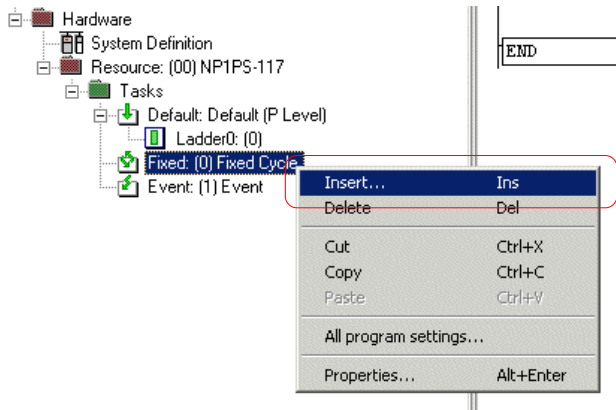 Hardware
System Definition
Resource: (00) NP1PS-117
Tasks
Default: Default (P Level)
Ladder0: (0)
Fixed: (0) Fixed Cycle
Event: (1) Event
END
Insert... Ins
Delete Del
Cut Ctrl+X
Copy Ctrl+C
Paste Ctrl+V
All program settings...
Properties... Alt+Enter